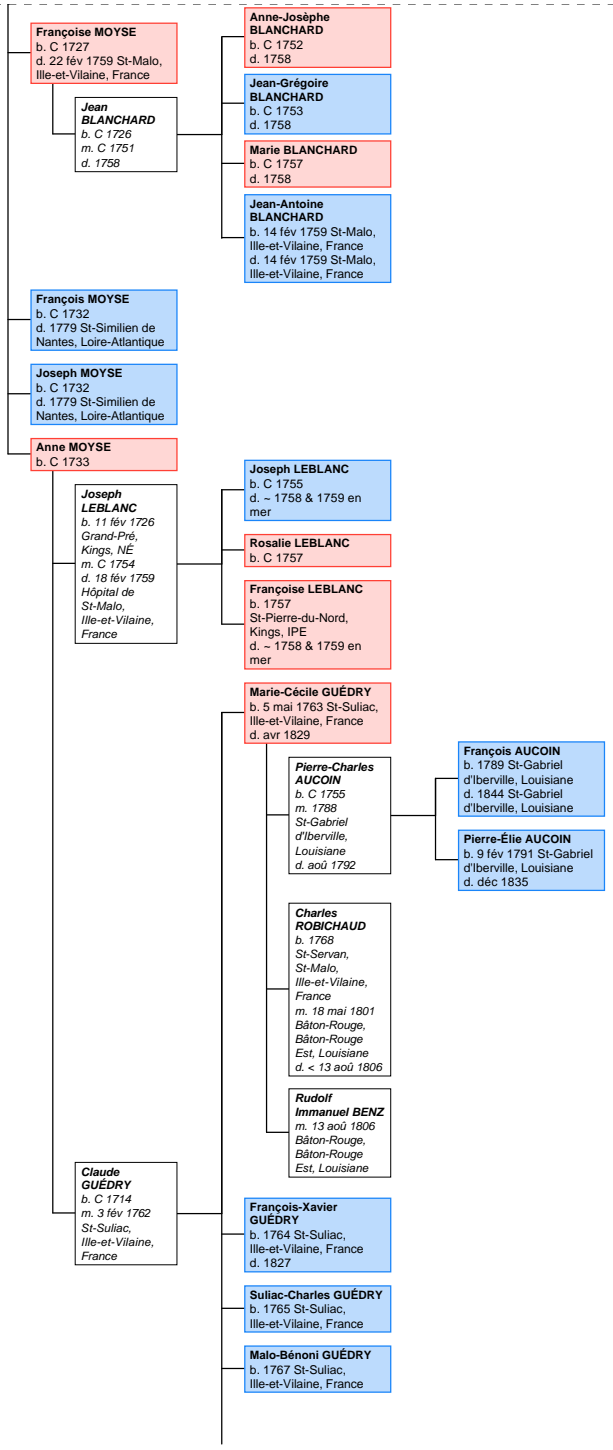 Françoise MOYSE
b. C 1727
d. 22 fév 1759 St-Malo,
Ille-et-Vilaine, France
Jean
BLANCHARD
b. C 1726
m. C 1751
d. 1758
Anne-Josèphe
BLANCHARD
b. C 1752
d. 1758
Jean-Grégoire
BLANCHARD
b. C 1753
d. 1758
Marie BLANCHARD
b. C 1757
d. 1758
Jean-Antoine
BLANCHARD
b. 14 fév 1759 St-Malo,
Ille-et-Vilaine, France
d. 14 fév 1759 St-Malo,
Ille-et-Vilaine, France
François MOYSE
b. C 1732
d. 1779 St-Similien de
Nantes, Loire-Atlantique
Joseph MOYSE
b. C 1732
d. 1779 St-Similien de
Nantes, Loire-Atlantique
Anne MOYSE
b. C 1733
Joseph
LEBLANC
b. 11 fév 1726
Grand-Pré,
Kings, NÉ
m. C 1754
d. 18 fév 1759
Hôpital de
St-Malo,
Ille-et-Vilaine,
France
Joseph LEBLANC
b. C 1755
d. ~ 1758 & 1759 en
mer
Rosalie LEBLANC
b. C 1757
Françoise LEBLANC
b. 1757
St-Pierre-du-Nord,
Kings, IPE
d. ~ 1758 & 1759 en
mer
Claude
GUÉDRY
b. C 1714
m. 3 fév 1762
St-Suliac,
Ille-et-Vilaine,
France
Marie-Cécile GUÉDRY
b. 5 mai 1763 St-Suliac,
Ille-et-Vilaine, France
d. avr 1829
Pierre-Charles
AUCOIN
b. C 1755
m. 1788
St-Gabriel
d'Iberville,
Louisiane
d. aoû 1792
François AUCOIN
b. 1789 St-Gabriel
d'Iberville, Louisiane
d. 1844 St-Gabriel
d'Iberville, Louisiane
Pierre-Élie AUCOIN
b. 9 fév 1791 St-Gabriel
d'Iberville, Louisiane
d. déc 1835
Charles
ROBICHAUD
b. 1768
St-Servan,
St-Malo,
Ille-et-Vilaine,
France
m. 18 mai 1801
Bâton-Rouge,
Bâton-Rouge
Est, Louisiane
d. < 13 aoû 1806
Rudolf
Immanuel BENZ
m. 13 aoû 1806
Bâton-Rouge,
Bâton-Rouge
Est, Louisiane
François-Xavier
GUÉDRY
b. 1764 St-Suliac,
Ille-et-Vilaine, France
d. 1827
Suliac-Charles GUÉDRY
b. 1765 St-Suliac,
Ille-et-Vilaine, France
Malo-Bénoni GUÉDRY
b. 1767 St-Suliac,
Ille-et-Vilaine, France